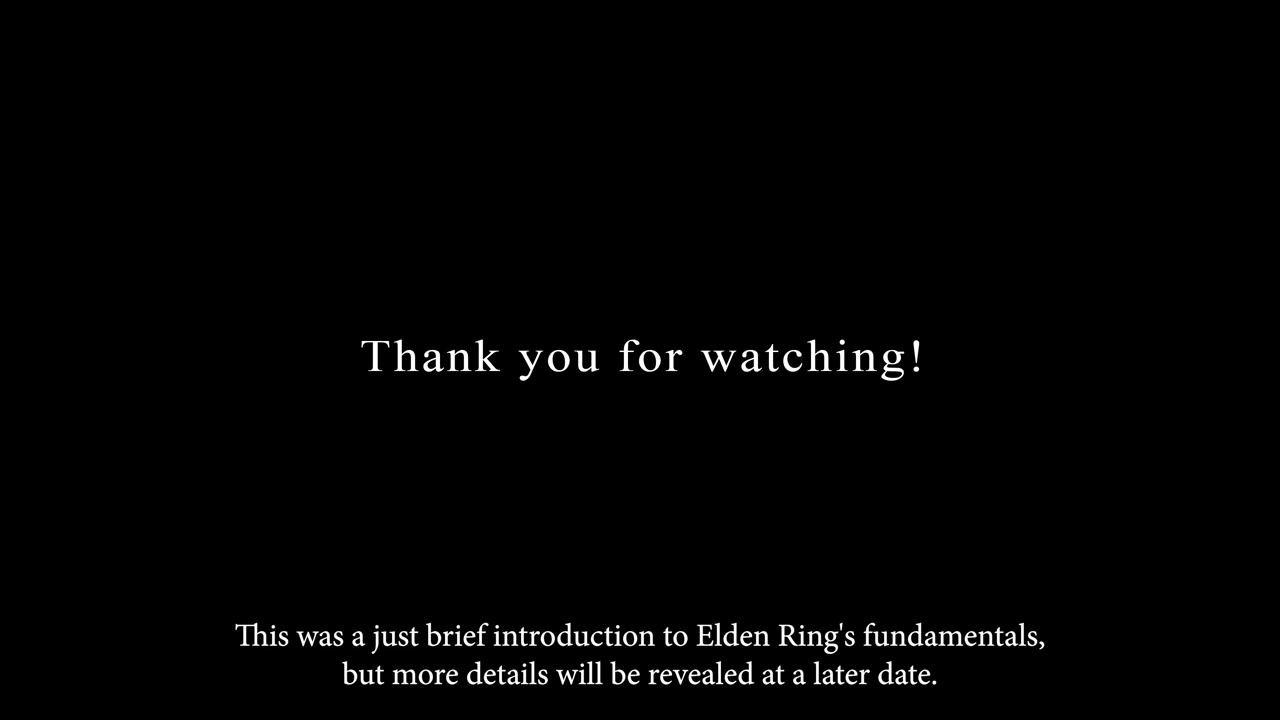 Thank you for watching!
This was a just brief introduction to Elden Ring's fundamentals,
but more details will be revealed at a later date.